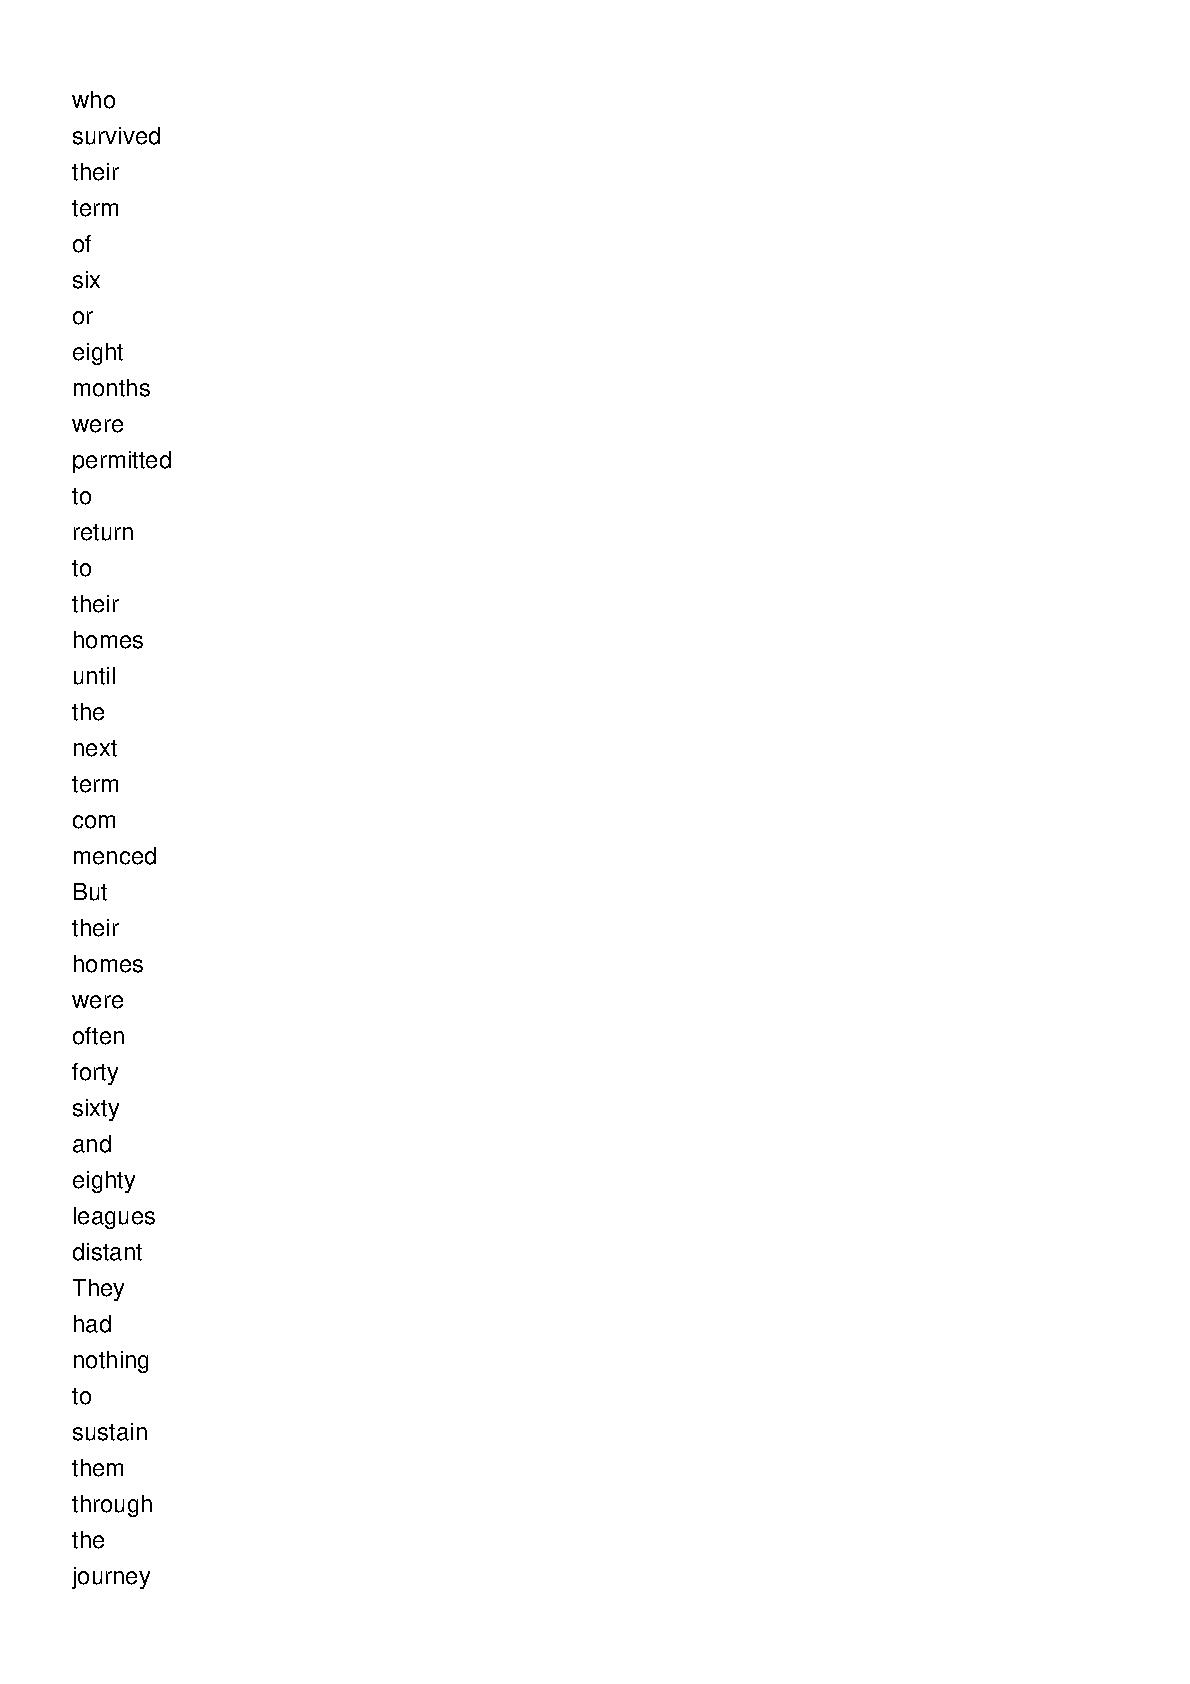 who
survived
their
term
of
six
or
eight
months
were
permitted
to
return
to
their
homes
until
the
next
term
com
menced
But
their
homes
were
often
forty
sixty
and
eighty
leagues
distant
They
had
nothing
to
sustain
them
through
the
journey